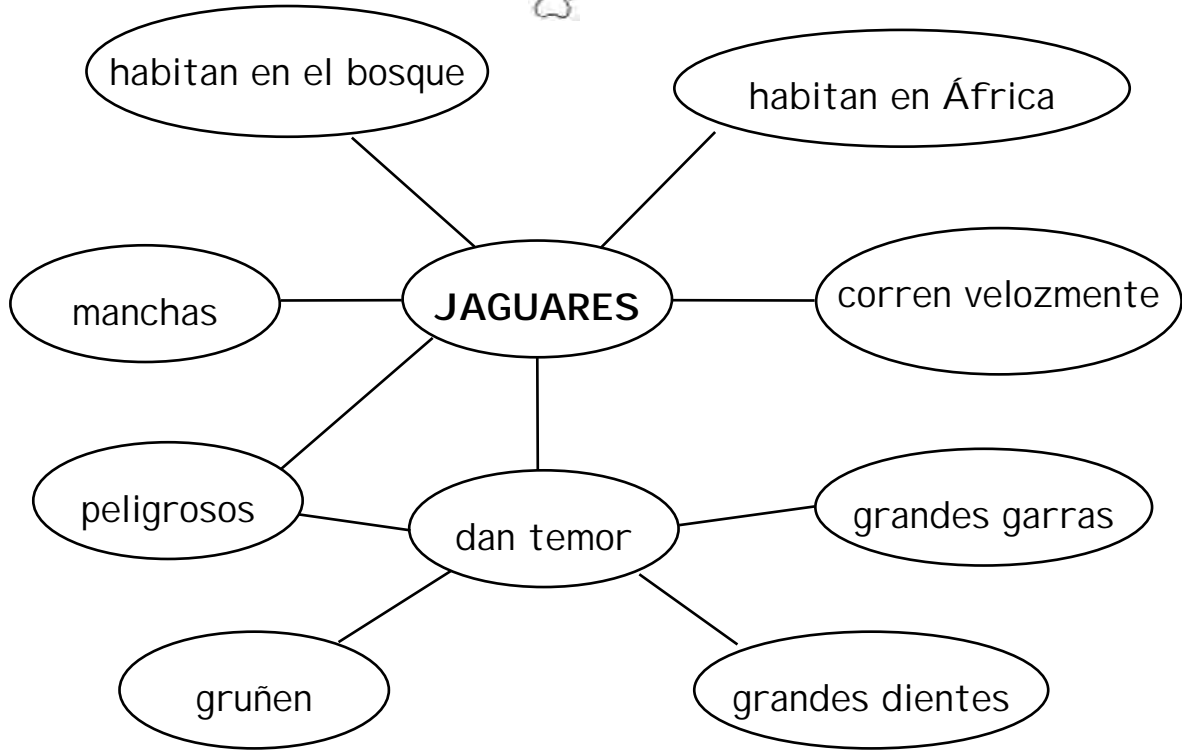 habitan en el bosque
habitan en África
manchas
JAGUARES
corren velozmente
peligrosos
dan temor
grandes garras
gruñen
grandes dientes